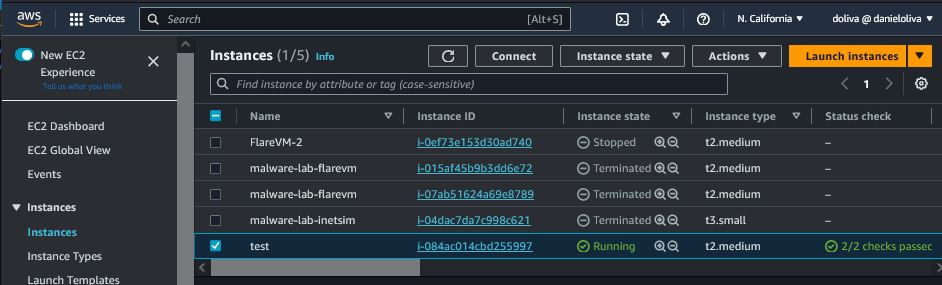 aws Services Search [Alt+S] N. California doliva @ danieloliva
New EC2 Experience
Tell us what you think
EC2 Dashboard
EC2 Global View
Events
Instances
Instances
Instance Types
Launch Templates
Instances (1/5) Info Connect Instance state Actions Launch instances
Find instance by attribute or tag (case-sensitive) 1
Name Instance ID Instance state Instance type Status check
FlareVM-2 i-0ef73e153d30ad740 Stopped t2.medium –
malware-lab-flarevm i-015af45b9b3dd6e72 Terminated t2.medium –
malware-lab-flarevm i-07ab51624a69e8789 Terminated t2.medium –
malware-lab-inetsim i-04dac7da7c998c621 Terminated t3.small –
test i-084ac014cbd255997 Running t2.medium 2/2 checks passec